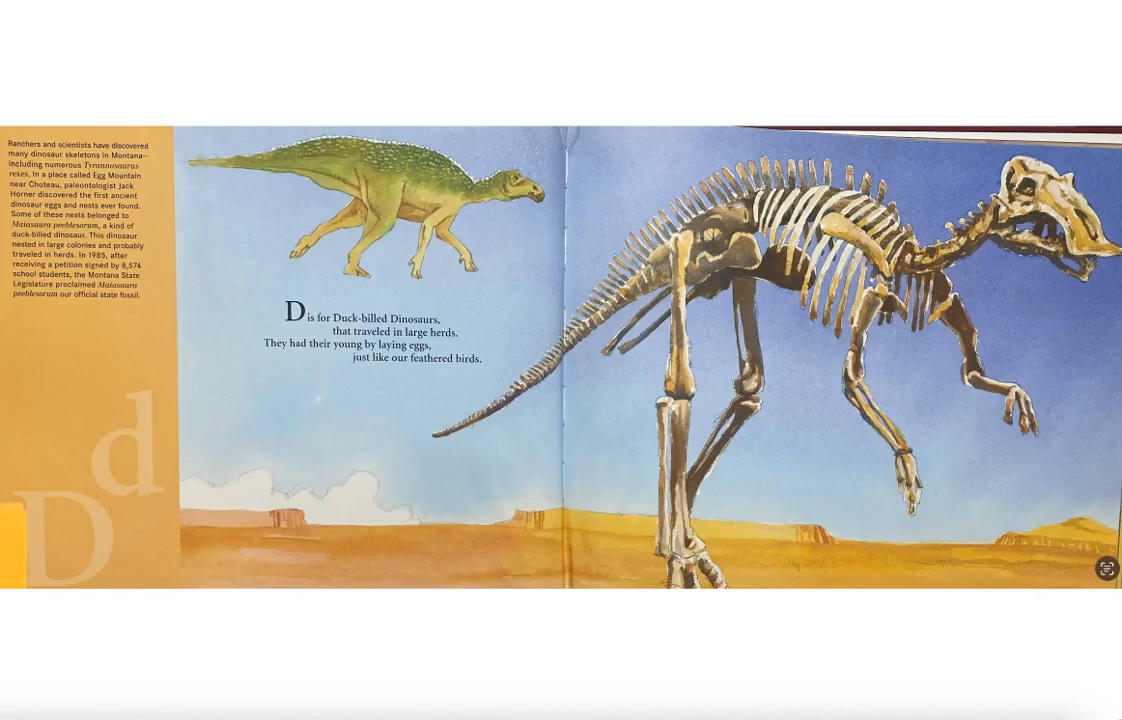 Ranchers and scientists have discovered
many dinosaur skeletons in Montana—
including numerous Tyrannosaurus
rexes. In a place called Egg Mountain
near Choteau, paleontologist Jack
Horner discovered the first ancient
dinosaur eggs and nests ever found.
Some of these nests belonged to
Maiasaura peeblesorum, a kind of
duck-billed dinosaur. This dinosaur
nested in large colonies and probably
traveled in herds. In 1985, after
receiving a petition signed by 8,574
school students, the Montana State
Legislature proclaimed Maiasaura
peeblesorum our official state fossil.
D is for Duck-billed Dinosaurs,
that traveled in large herds.
They had their young by laying eggs,
just like our feathered birds.
d
D